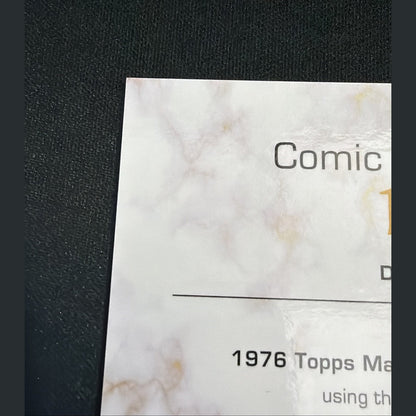 Comic
D
1976 Topps Ma
using th